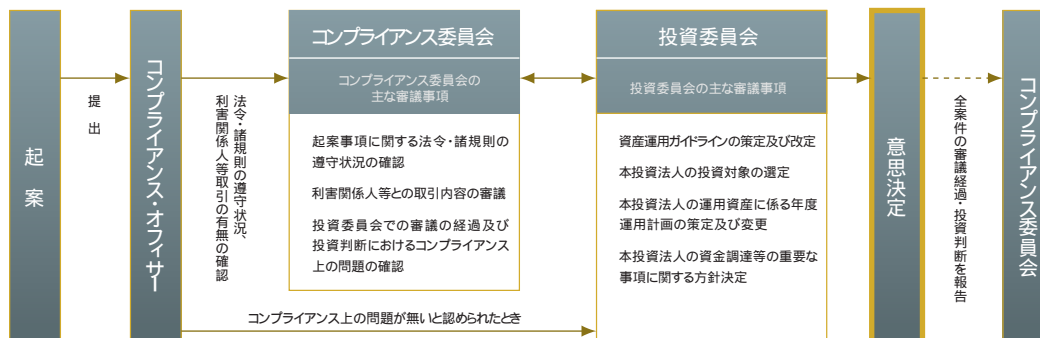 起案
提出
コンプライアンス・オフィサー
法令・諸規則の遵守状況、
利害関係人等取引の有無の確認
コンプライアンス委員会
コンプライアンス委員会の
主な審議事項
起案事項に関する法令・諸規則の
遵守状況の確認
利害関係人等との取引内容の審議
投資委員会での審議の経過及び
投資判断におけるコンプライアンス
上の問題の確認
コンプライアンス上の問題が無いと認められたとき
投資委員会
投資委員会の主な審議事項
資産運用ガイドラインの策定及び改定
本投資法人の投資対象の選定
本投資法人の運用資産に係る年度
運用計画の策定及び変更
本投資法人の資金調達等の重要な
事項に関する方針決定
意思決定
全案件の審議経過・投資判断を報告
コンプライアンス委員会